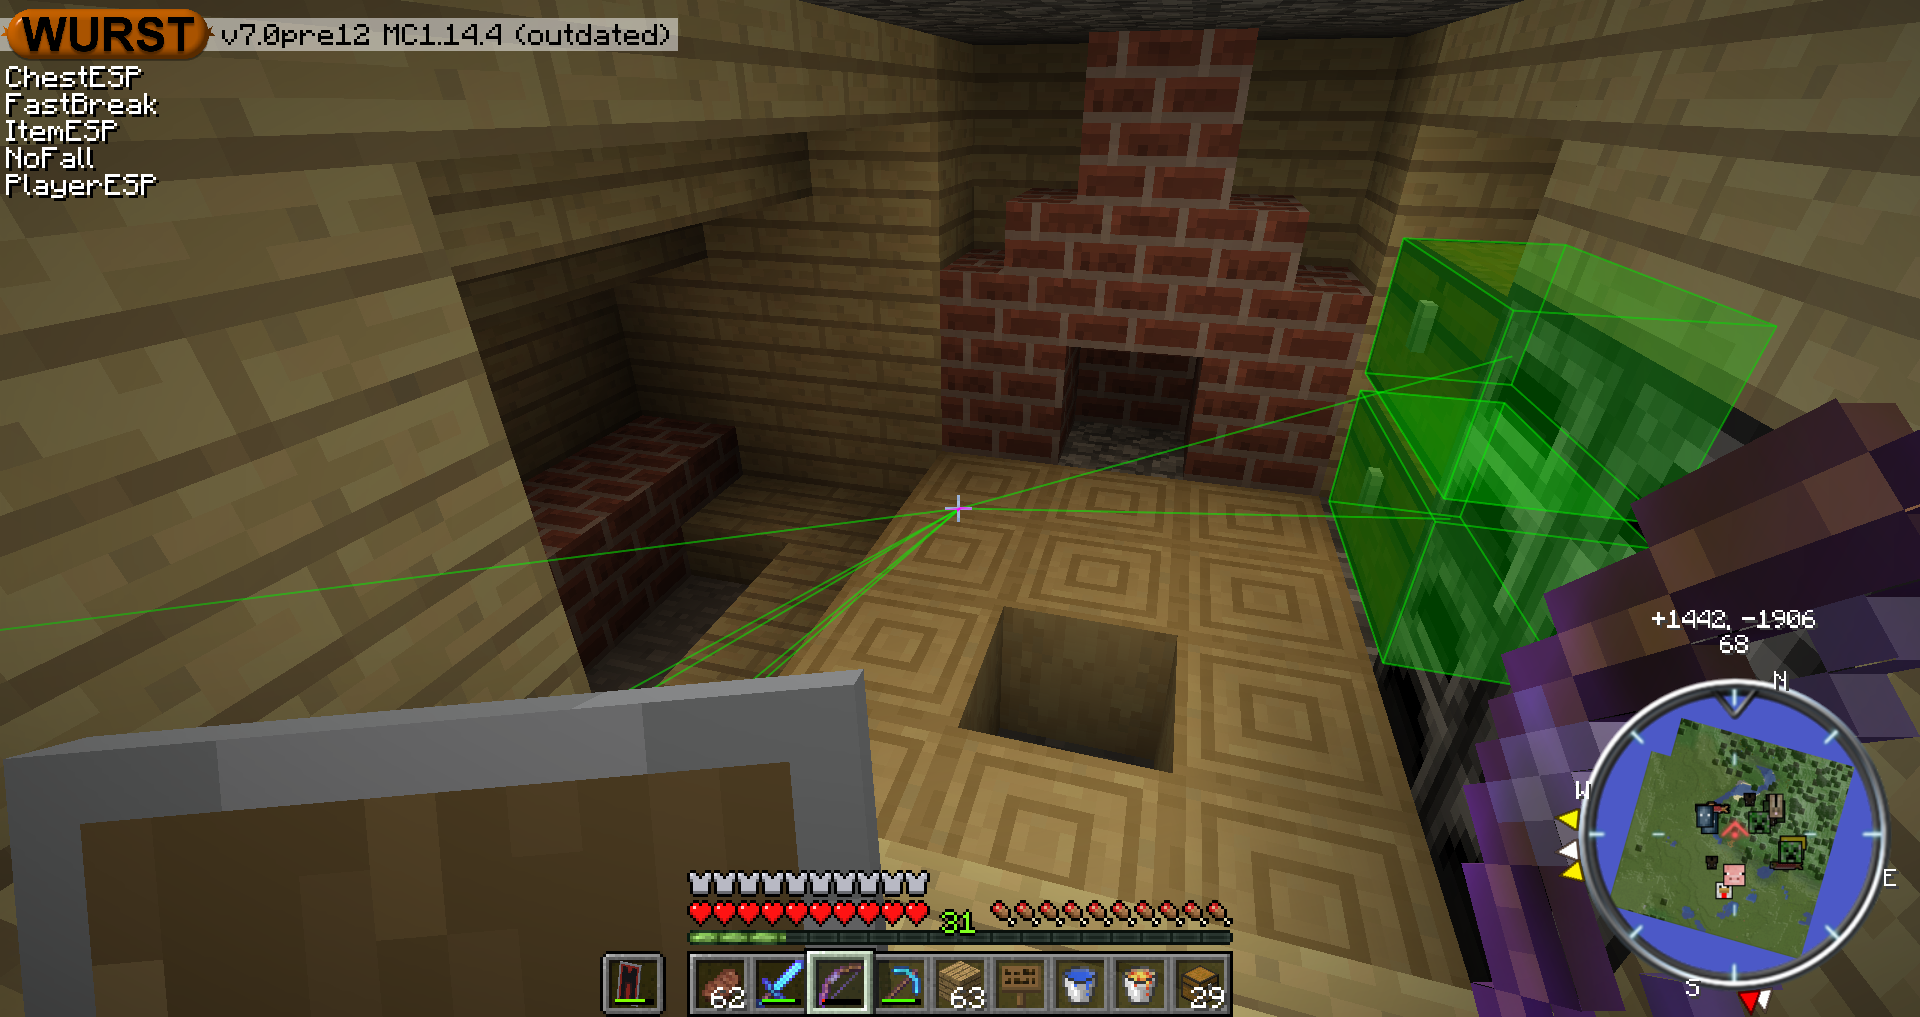 WURST v7.0pre12 MC1.14.4 (outdated)
ChestESP
FastBreak
ItemESP
NoFall
PlayerESP
+1442, -1906
68
N
W
E
S
31
62
63
29